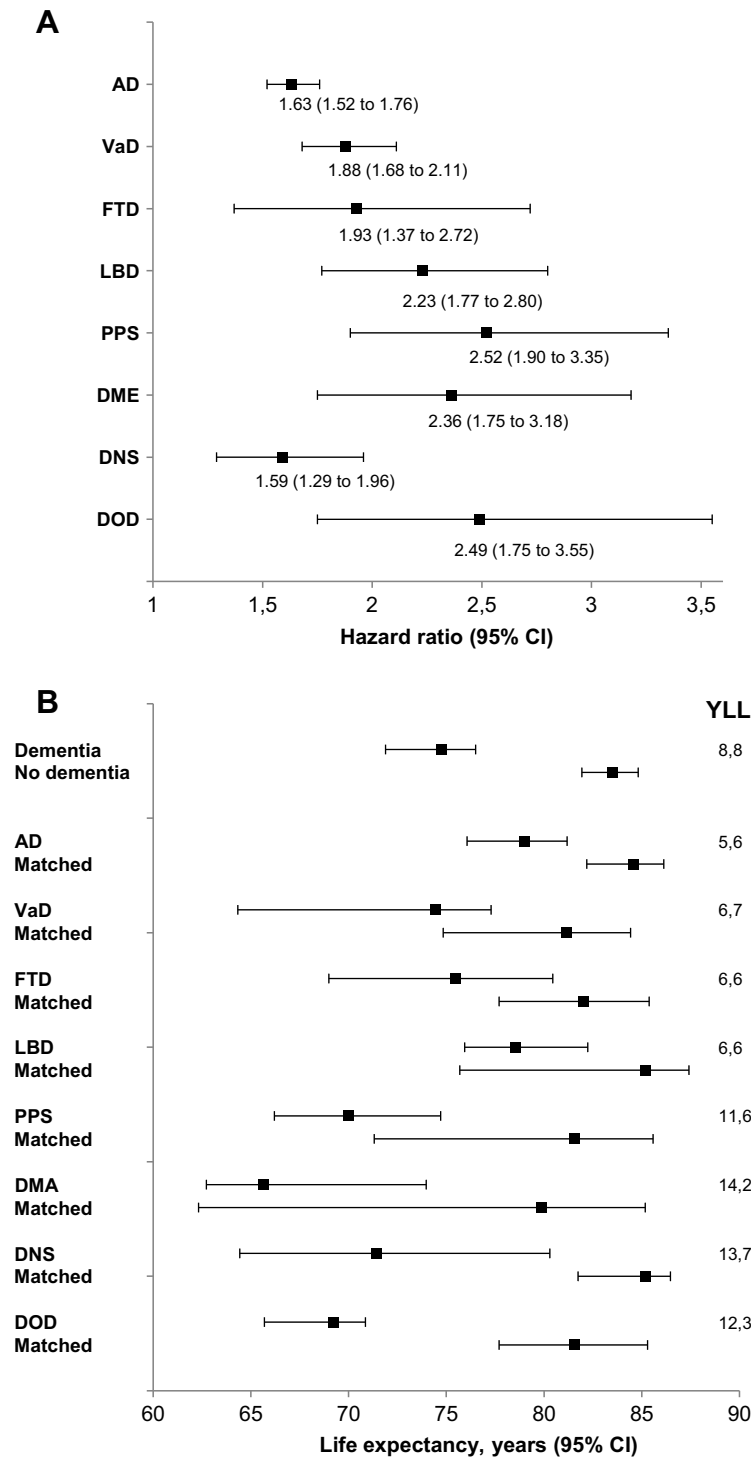 A
AD
1.63 (1.52 to 1.76)
VaD
1.88 (1.68 to 2.11)
FTD
1.93 (1.37 to 2.72)
LBD
2.23 (1.77 to 2.80)
PPS
2.52 (1.90 to 3.35)
DME
2.36 (1.75 to 3.18)
DNS
1.59 (1.29 to 1.96)
DOD
2.49 (1.75 to 3.55)
1 1,5 2 2,5 3 3,5
Hazard ratio (95% CI)
B
YLL
Dementia 8,8
No dementia
AD 5,6
Matched
VaD 6,7
Matched
FTD 6,6
Matched
LBD 6,6
Matched
PPS 11,6
Matched
DMA 14,2
Matched
DNS 13,7
Matched
DOD 12,3
Matched
60 65 70 75 80 85 90
Life expectancy, years (95% CI)